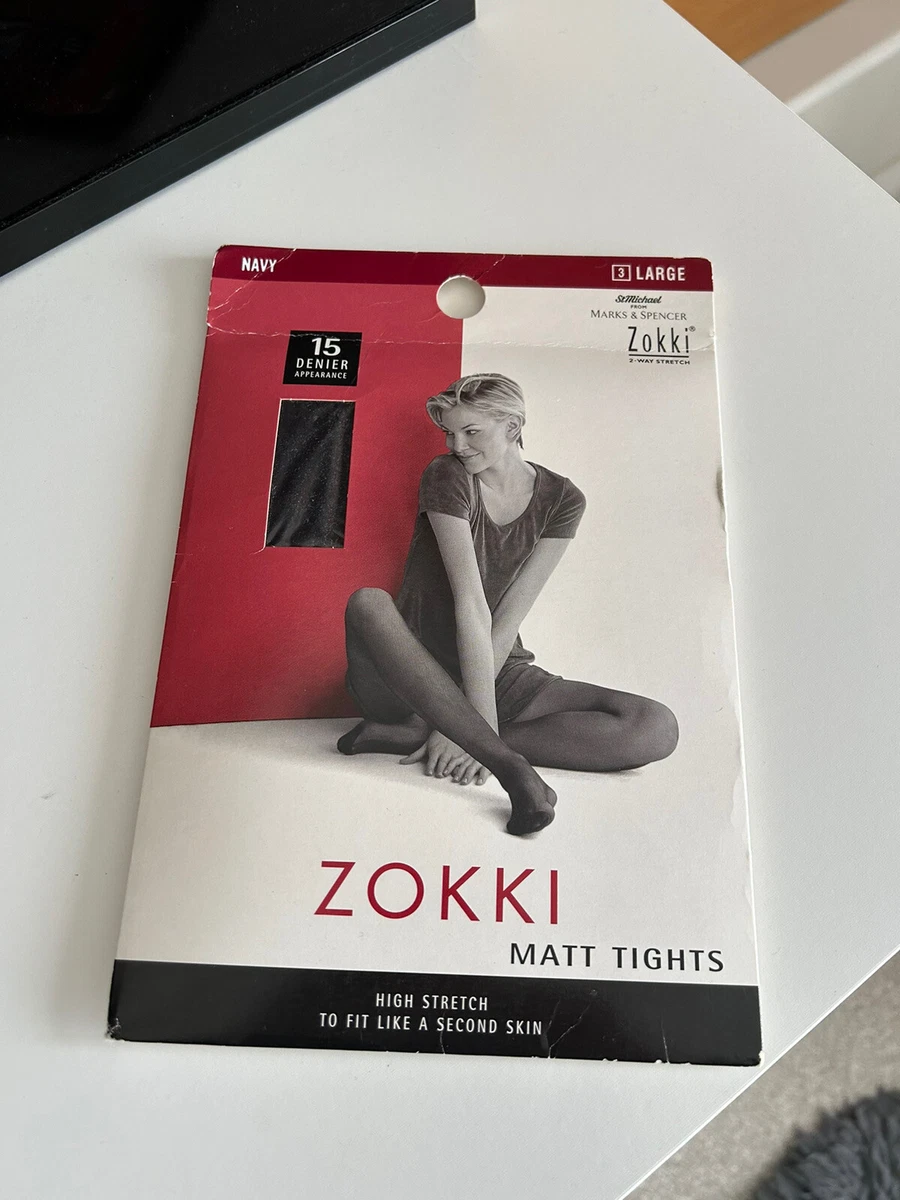 NAVY
3 LARGE
St Michael
FROM
MARKS & SPENCER
Zokki®
2-WAY STRETCH
15
DENIER
APPEARANCE
ZOKKI
MATT TIGHTS
HIGH STRETCH
TO FIT LIKE A SECOND SKIN